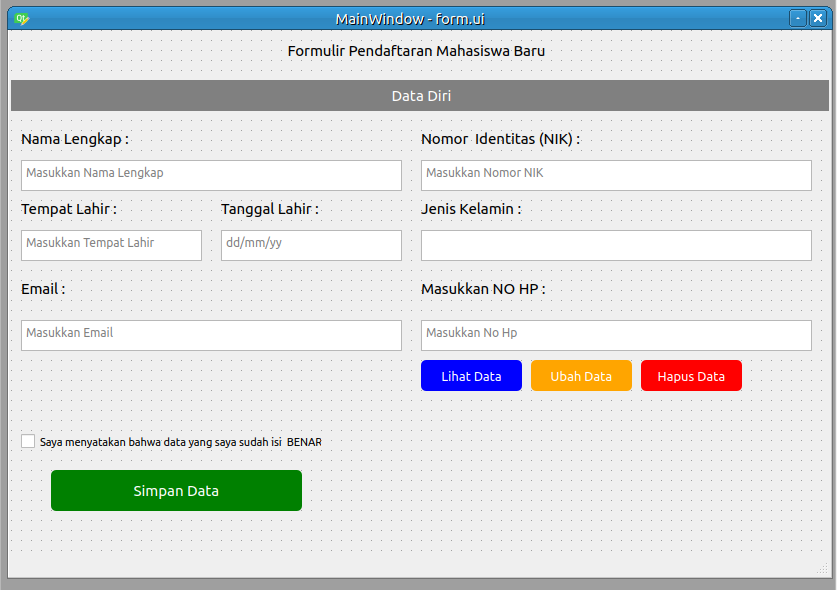 MainWindow - form.ui
Formulir Pendaftaran Mahasiswa Baru
Data Diri
Nama Lengkap :
Nomor  Identitas (NIK) :
Masukkan Nama Lengkap
Masukkan Nomor NIK
Tempat Lahir :
Tanggal Lahir :
Jenis Kelamin :
Masukkan Tempat Lahir
dd/mm/yy
Email :
Masukkan NO HP :
Masukkan Email
Masukkan No Hp
Lihat Data
Ubah Data
Hapus Data
Saya menyatakan bahwa data yang saya sudah isi  BENAR
Simpan Data